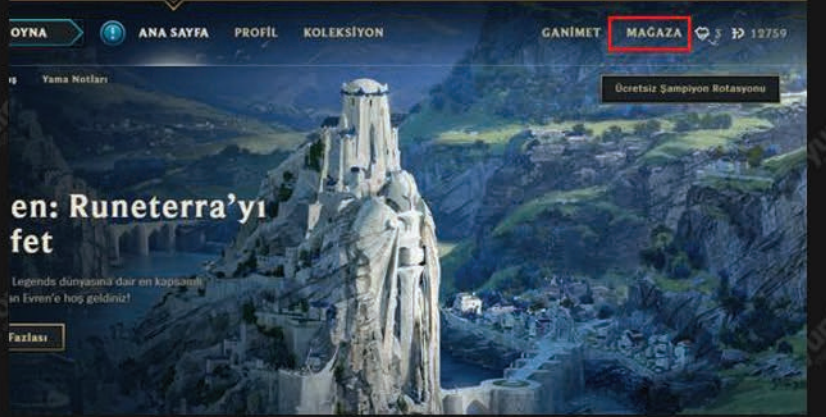 OYNA ANA SAYFA PROFİL KOLEKSİYON GANİMET MAĞAZA 3 12759
Yama Notları Ücretsiz Şampiyon Rotasyonu
en: Runeterra'yı
fet
Legends dünyasına dair en kapsamlı
an Evren'e hoş geldiniz!
Fazlası